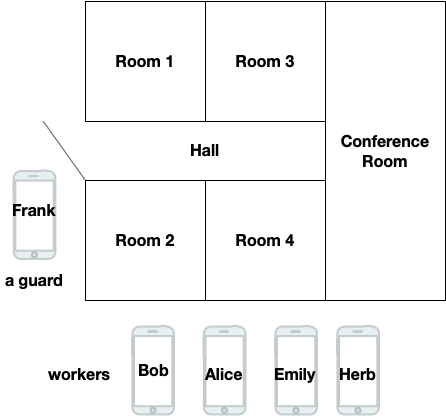 Room 1
Room 3
Hall
Conference
Room
Frank
Room 2
Room 4
a guard
workers
Bob
Alice
Emily
Herb